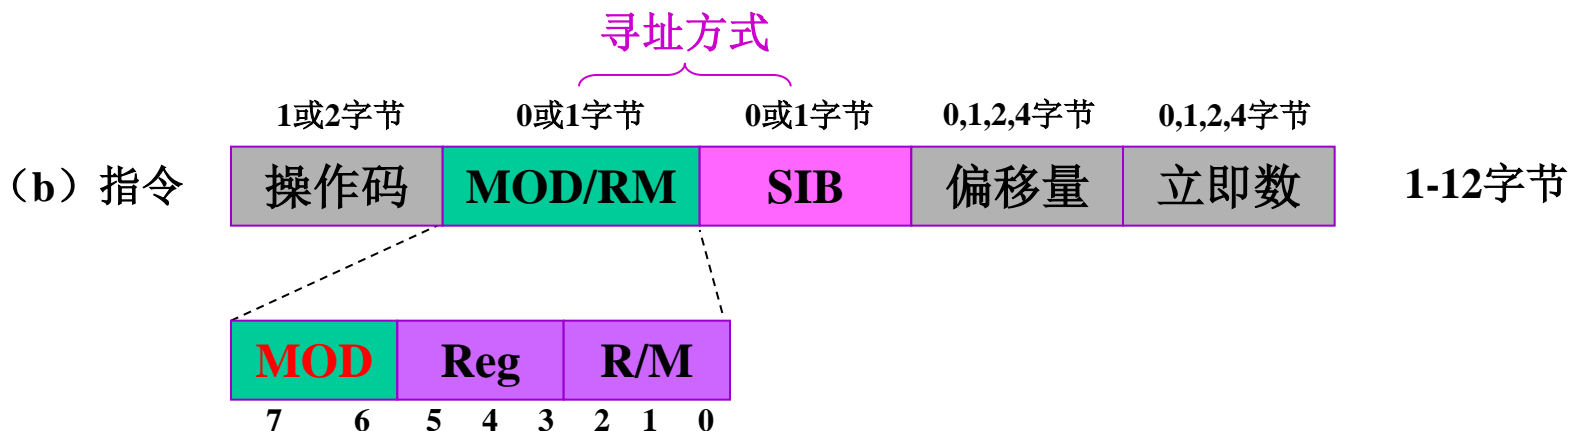 寻址方式
1或2字节 0或1字节 0或1字节 0,1,2,4字节 0,1,2,4字节
（b）指令 操作码 MOD/RM SIB 偏移量 立即数 1-12字节
MOD Reg R/M
7 6 5 4 3 2 1 0